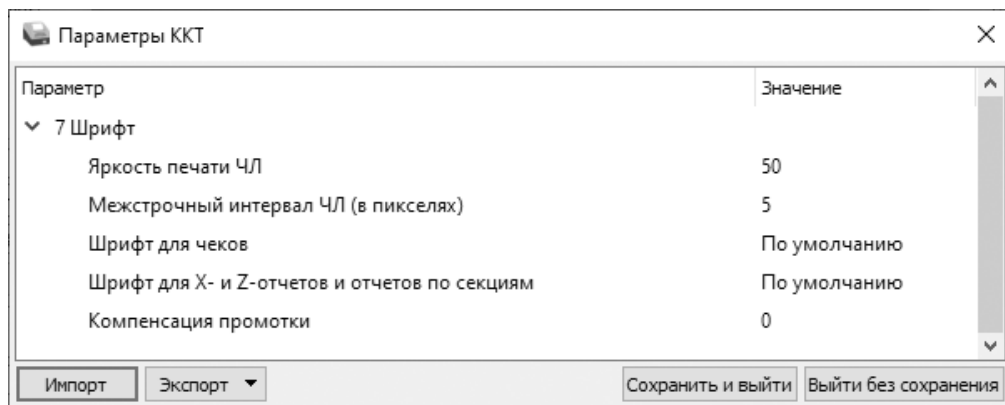 Параметры ККТ
Параметр Значение
7 Шрифт
Яркость печати ЧЛ 50
Межстрочный интервал ЧЛ (в пикселях) 5
Шрифт для чеков По умолчанию
Шрифт для X- и Z-отчетов и отчетов по секциям По умолчанию
Компенсация промотки 0
Импорт Экспорт Сохранить и выйти Выйти без сохранения